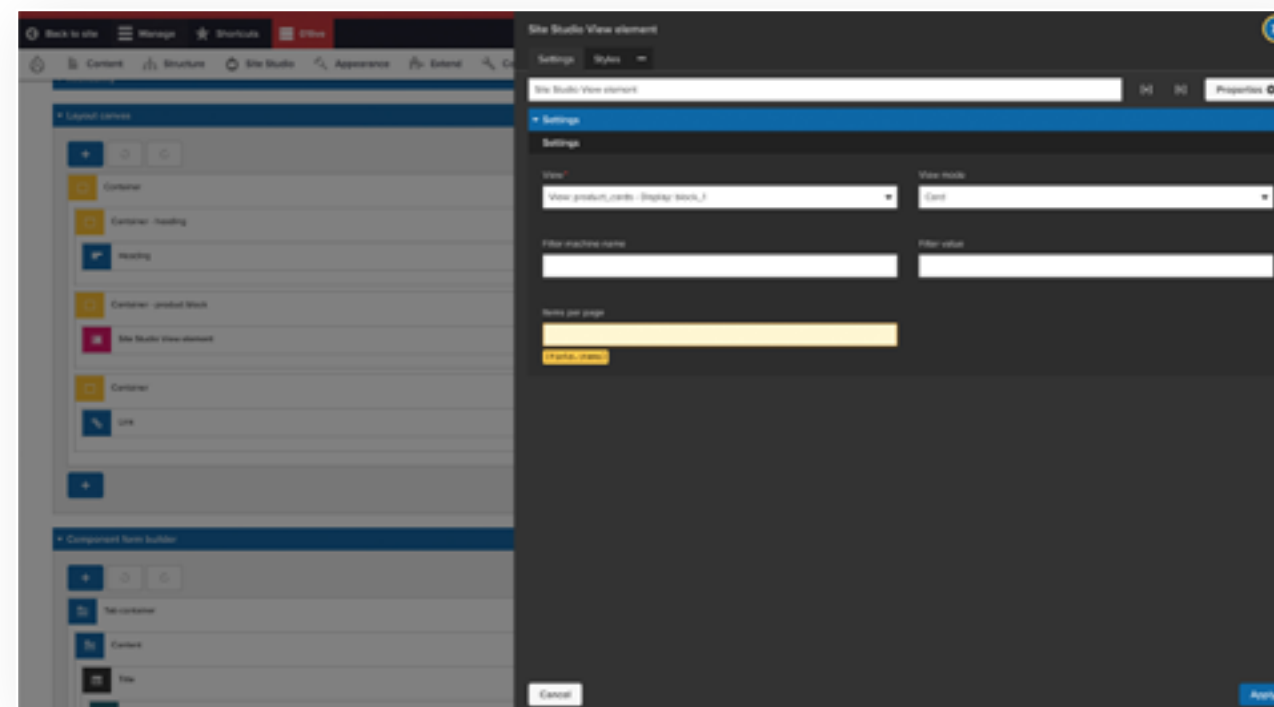 Back to site Manage Shortcuts
Content Structure Site Studio Appearance Extend
Layout canvas
Container
Container - heading
Heading
Container - product block
Site Studio View element
Container
Link
Component form builder
Tab container
Content
Title
Site Studio View element
Settings Styles
Site Studio View element
Properties
Settings
Settings
View* View mode
View: product_cards - Display: block_1 Card
Filter machine name Filter value
Items per page
Cancel Apply